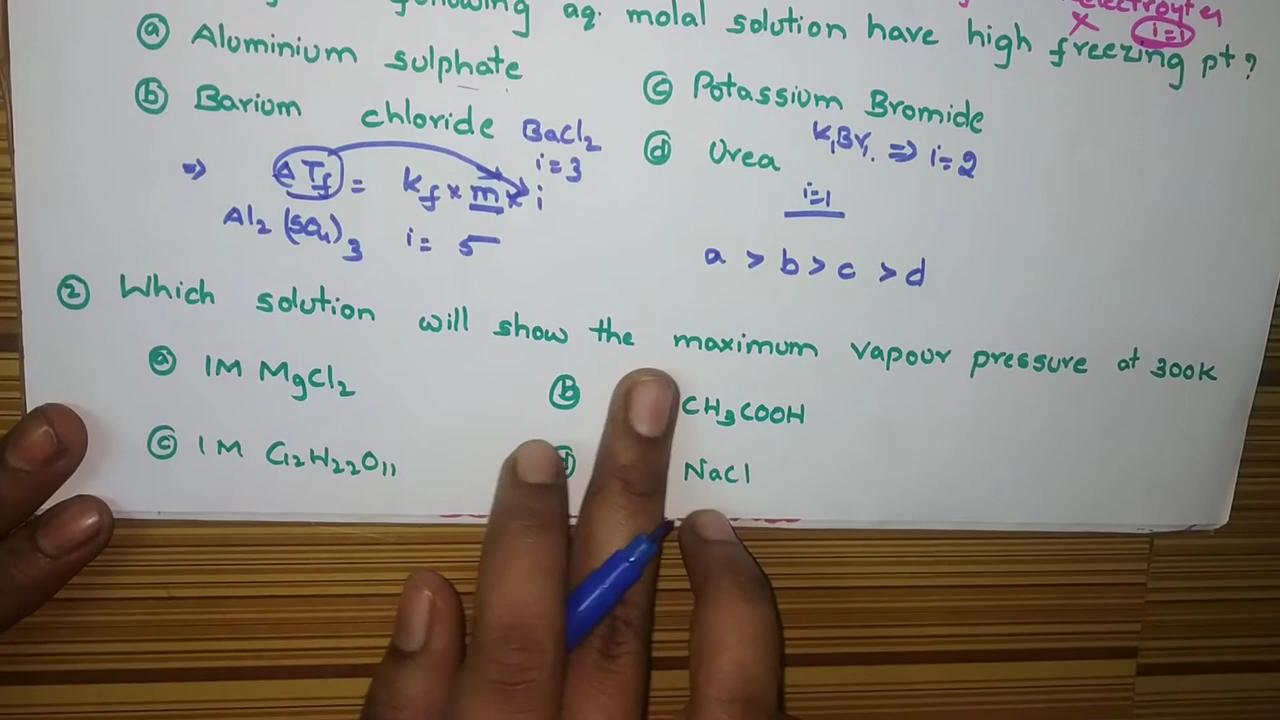 following aq. molal solution have high freezing pt?
× i=1
ⓐ Aluminium sulphate
ⓑ Barium chloride BaCl₂ i=3
ⓒ Potassium Bromide
K₁Br₁ ⇒ i=2
ⓓ Urea
i=1
⇒ ΔTf = kf × m × i
Al₂(SO₄)₃ i = 5
a > b > c > d
② Which solution will show the maximum vapour pressure at 300K
ⓐ 1M MgCl₂
ⓑ CH₃COOH
ⓒ 1M C₁₂H₂₂O₁₁
NaCl